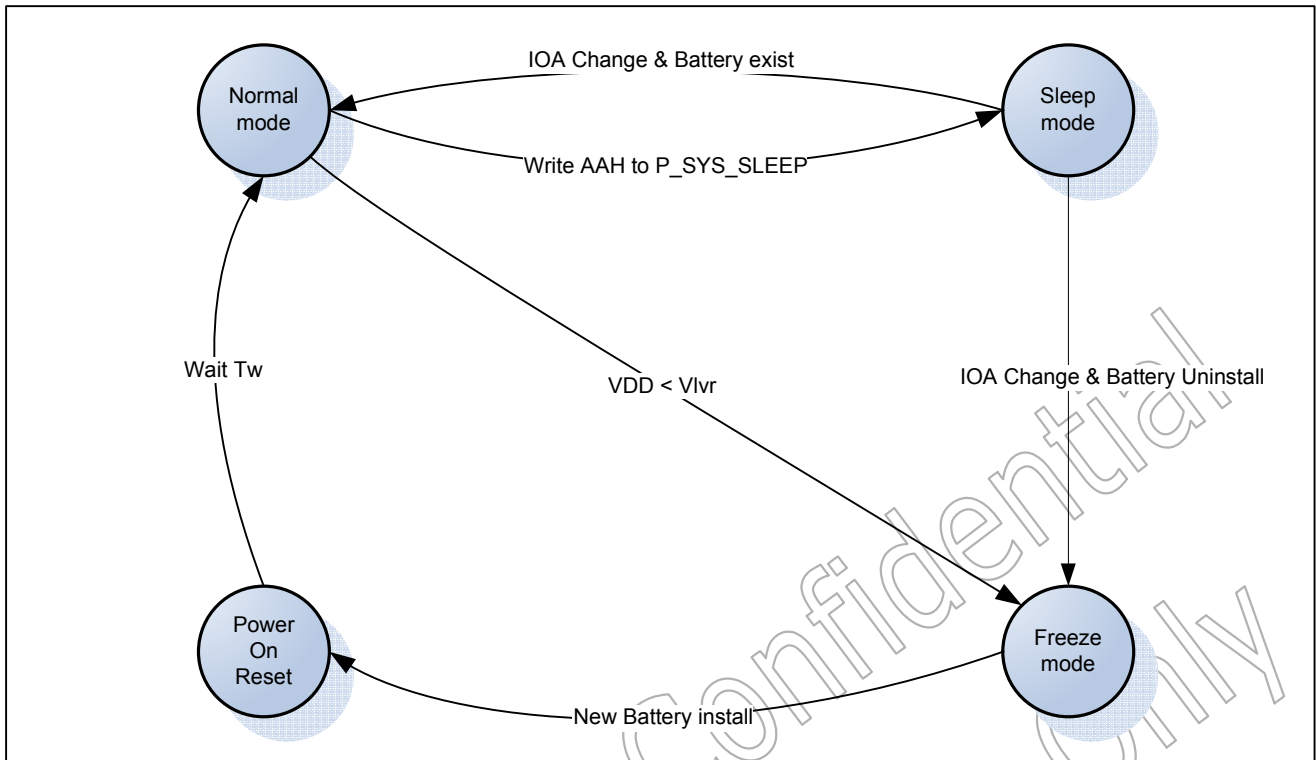 Normal
mode
IOA Change & Battery exist
Sleep
mode
Write AAH to P_SYS_SLEEP
Wait Tw
VDD < Vlvr
IOA Change & Battery Uninstall
Power
On
Reset
Freeze
mode
New Battery install
Confidential
Only